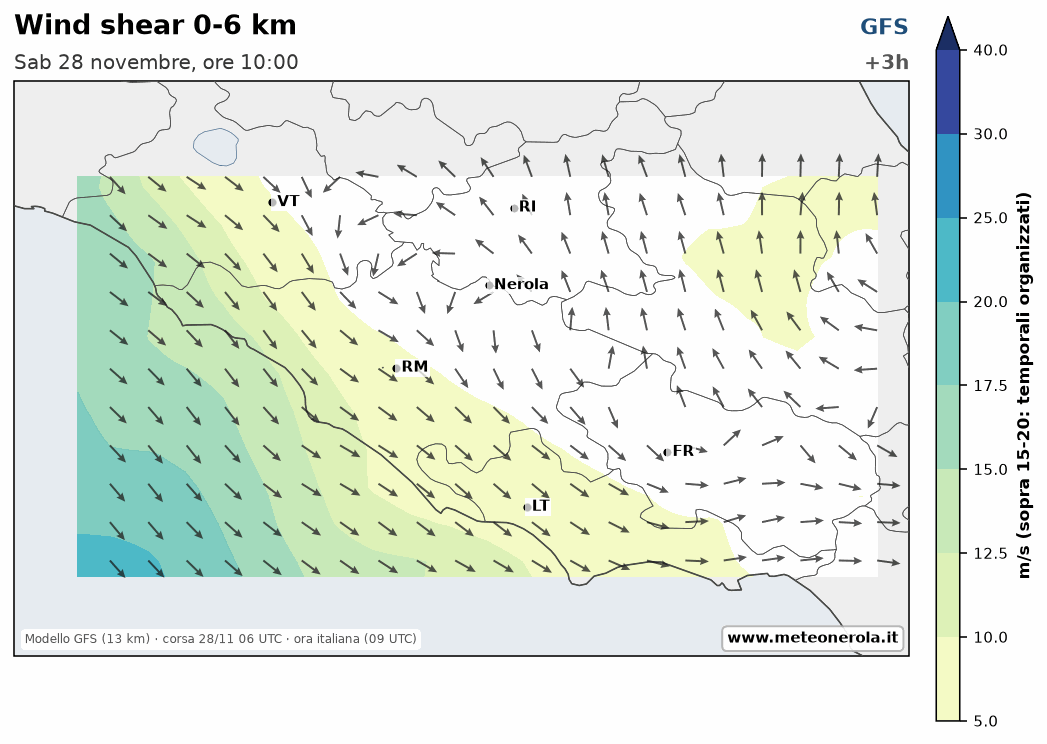 Wind shear 0-6 km
GFS
Sab 28 novembre, ore 10:00
+3h
VT
RI
Nerola
RM
FR
LT
40.0
30.0
25.0
20.0
17.5
15.0
12.5
10.0
5.0
m/s (sopra 15-20: temporali organizzati)
Modello GFS (13 km) · corsa 28/11 06 UTC · ora italiana (09 UTC)
www.meteonerola.it